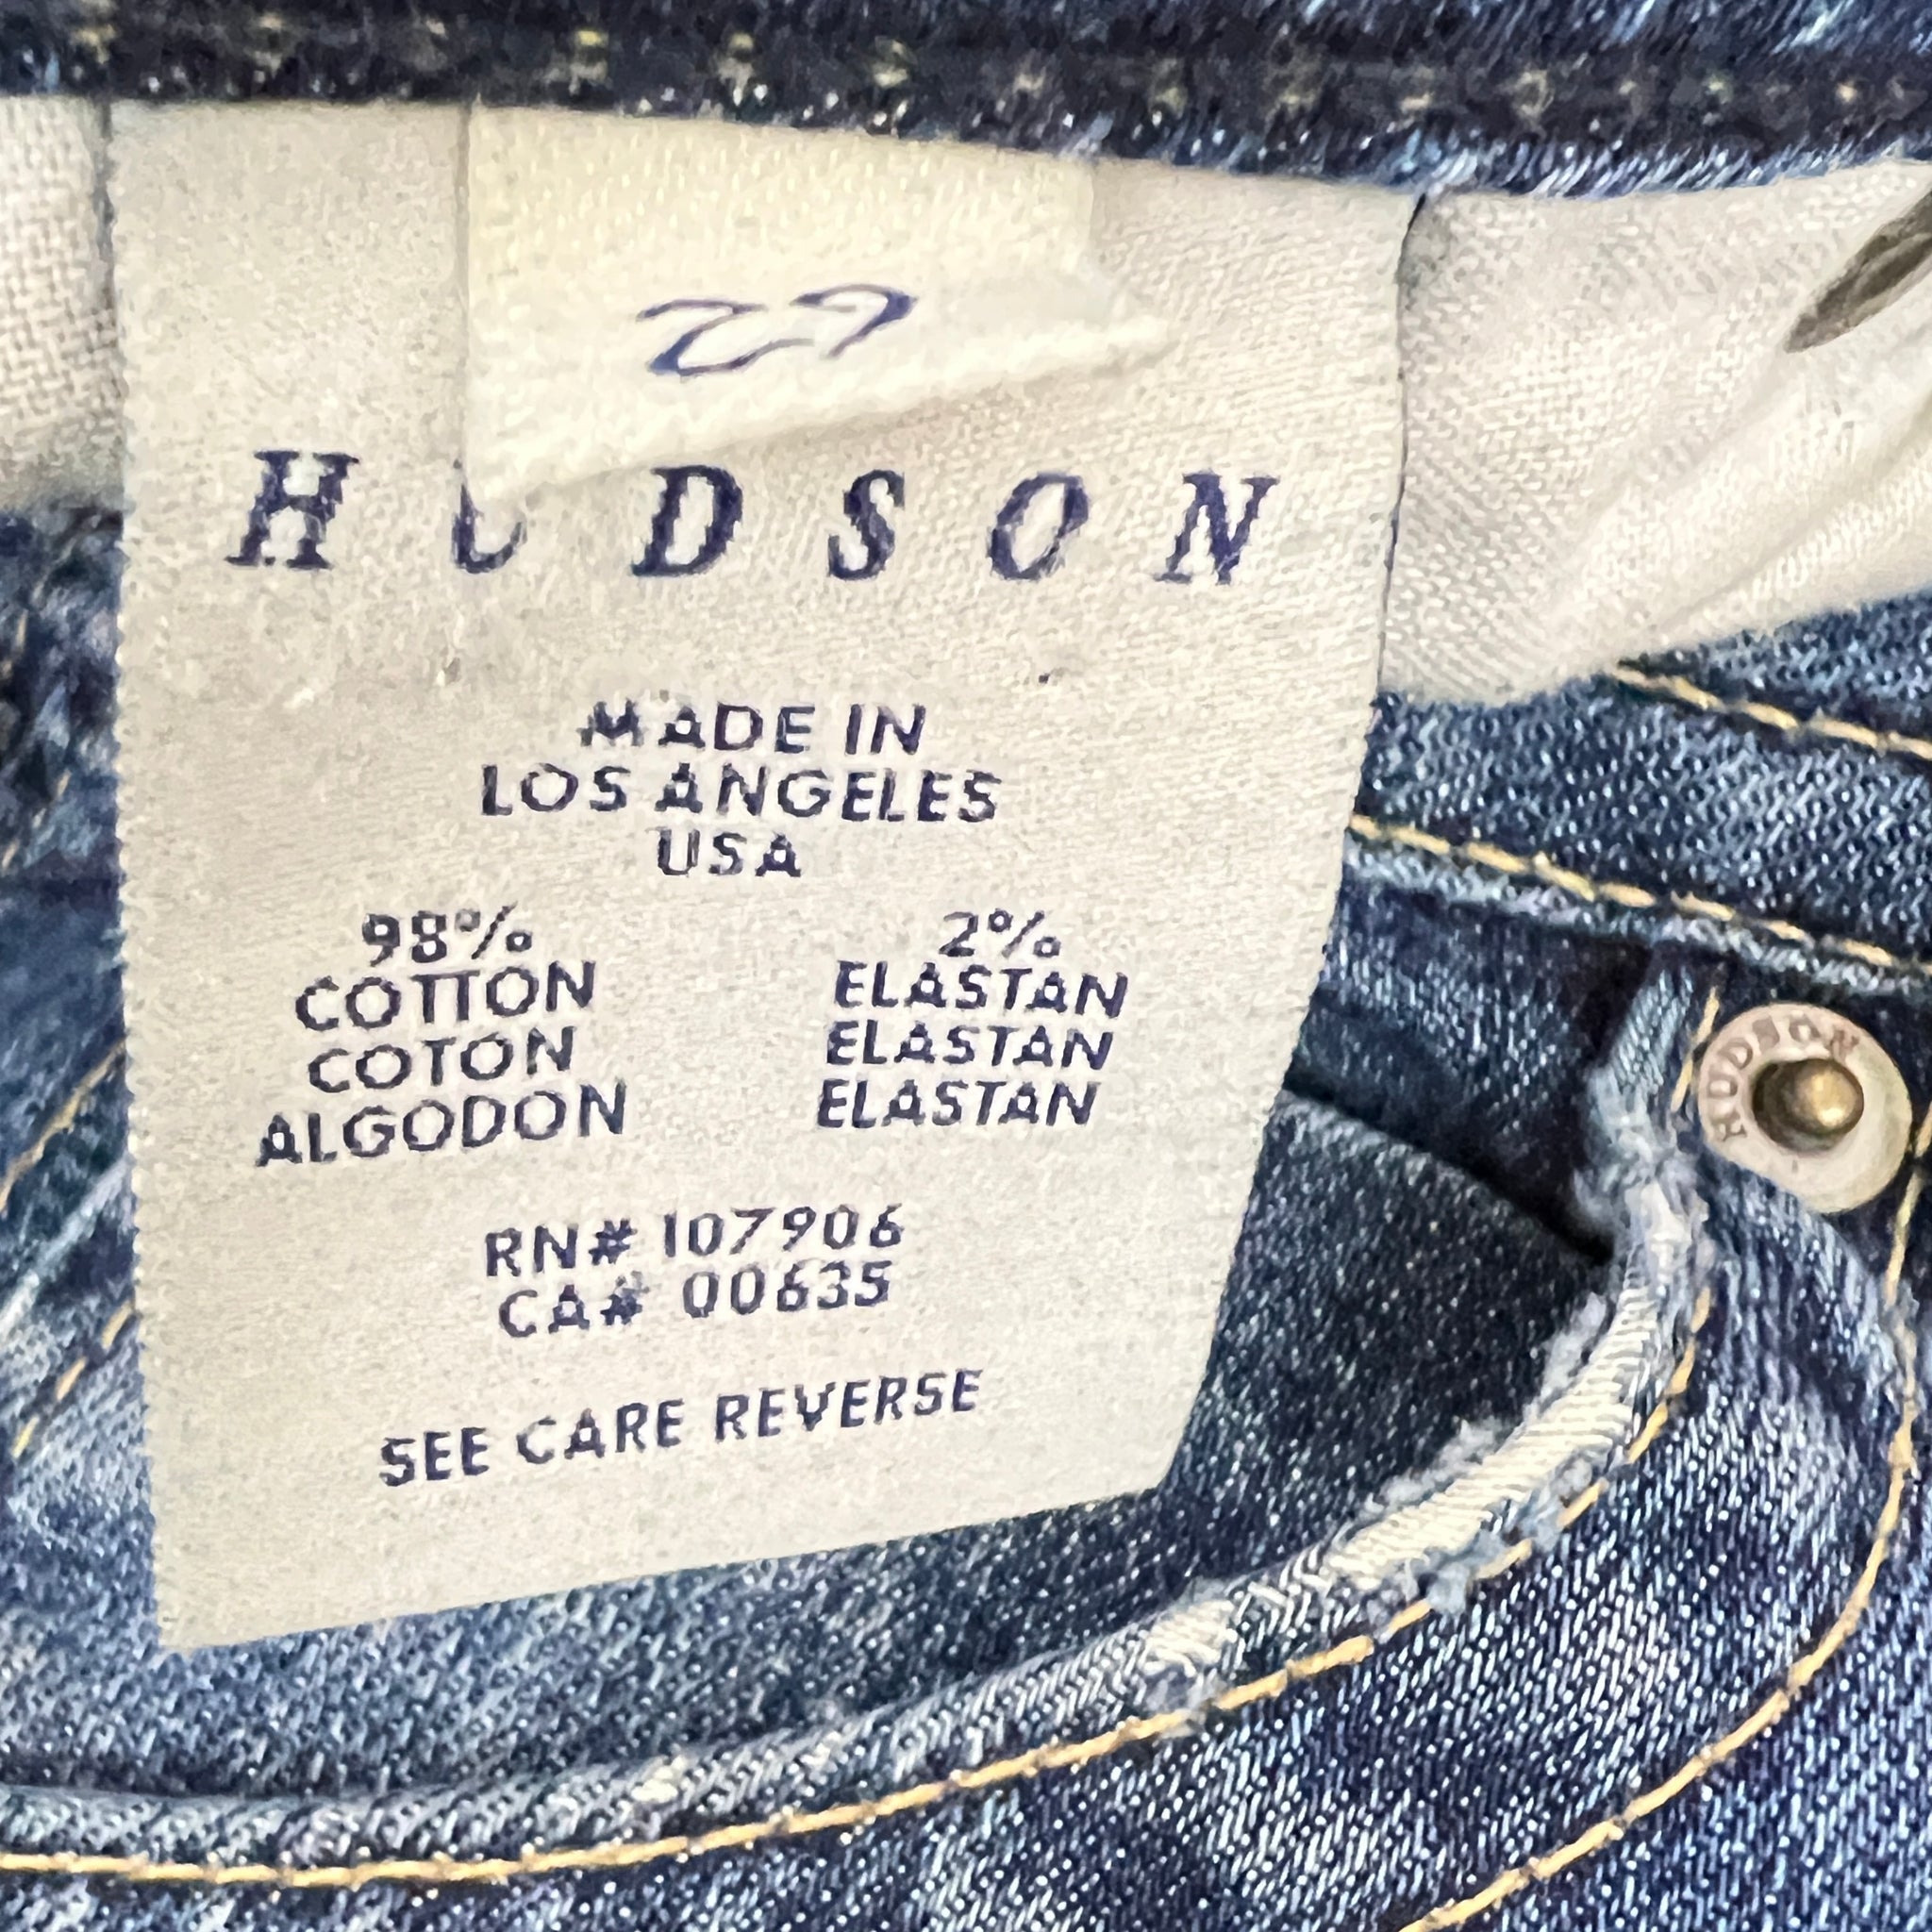 27
HUDSON
MADE IN
LOS ANGELES
USA
98%
COTTON
COTON
ALGODON
2%
ELASTAN
ELASTAN
ELASTAN
RN# 107906
CA# 00635
SEE CARE REVERSE
HUDSON